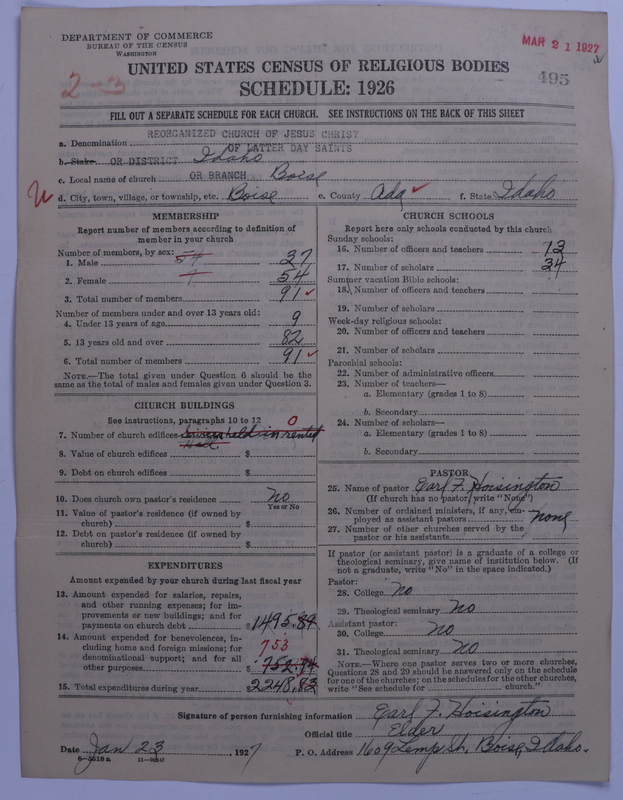 DEPARTMENT OF COMMERCE
BUREAU OF THE CENSUS
WASHINGTON
MAR 21 1927
2-3
495
UNITED STATES CENSUS OF RELIGIOUS BODIES
SCHEDULE: 1926
FILL OUT A SEPARATE SCHEDULE FOR EACH CHURCH. SEE INSTRUCTIONS ON THE BACK OF THIS SHEET
REORGANIZED CHURCH OF JESUS CHRIST
a. Denomination OF LATTER DAY SAINTS
b. Stake OR DISTRICT Idaho
c. Local name of church OR BRANCH Boise
d. City, town, village, or township, etc. Boise e. County Ada ✓ f. State Idaho
MEMBERSHIP
Report number of members according to definition of
member in your church
Number of members, by sex:
1. Male 54 37
2. Female 54
3. Total number of members 91 ✓
Number of members under and over 13 years old:
4. Under 13 years of age 9
5. 13 years old and over 82
6. Total number of members 91 ✓
NOTE.—The total given under Question 6 should be the
same as the total of males and females given under Question 3.
CHURCH BUILDINGS
See instructions, paragraphs 10 to 12
0
7. Number of church edifices Services held in rented
Hall
8. Value of church edifices $
9. Debt on church edifices $
10. Does church own pastor's residence No
Yes or No
11. Value of pastor's residence (if owned by
church) $
12. Debt on pastor's residence (if owned by
church) $
EXPENDITURES
Amount expended by your church during last fiscal year
13. Amount expended for salaries, repairs,
and other running expenses; for im-
provements or new buildings; and for
payments on church debt $1495.89
14. Amount expended for benevolences, in-
cluding home and foreign missions; for
denominational support; and for all
753
other purposes $ 752.94
15. Total expenditures during year $2248.83
CHURCH SCHOOLS
Report here only schools conducted by this church
Sunday schools:
16. Number of officers and teachers 13
17. Number of scholars 34
Summer vacation Bible schools:
18. Number of officers and teachers
19. Number of scholars
Week-day religious schools:
20. Number of officers and teachers
21. Number of scholars
Parochial schools:
22. Number of administrative officers
23. Number of teachers—
a. Elementary (grades 1 to 8)
b. Secondary
24. Number of scholars—
a. Elementary (grades 1 to 8)
b. Secondary
PASTOR
25. Name of pastor Earl F. Hoisington
(If church has no pastor, write "None")
26. Number of ordained ministers, if any, em-
ployed as assistant pastors none
27. Number of other churches served by the
pastor or his assistants
If pastor (or assistant pastor) is a graduate of a college or
theological seminary, give name of institution below. (If
not a graduate, write "No" in the space indicated.)
Pastor:
28. College No
29. Theological seminary No
Assistant pastor:
30. College No
31. Theological seminary No
NOTE.—Where one pastor serves two or more churches,
Questions 28 and 29 should be answered only on the schedule
for one of the churches; on the schedules for the other churches,
write "See schedule for church."
Signature of person furnishing information Earl F. Hoisington
Official title Elder
Date Jan 23, 1927 P. O. Address 1609 Lemp St., Boise, Idaho.